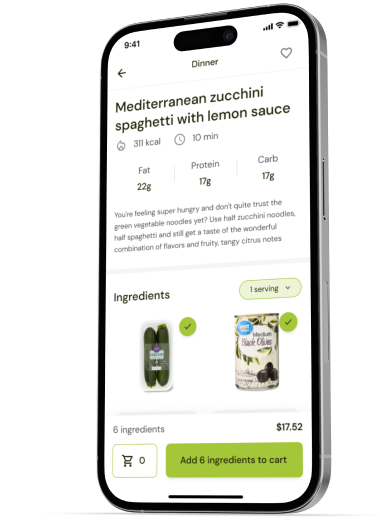 9:41
Dinner
Mediterranean zucchini
spaghetti with lemon sauce
311 kcal
10 min
Fat
Protein
Carb
22g
17g
17g
You're feeling super hungry and don't quite trust the
green vegetable noodles yet? Use half zucchini noodles,
half spaghetti and still get a taste of the wonderful
combination of flavors and fruity, tangy citrus notes
Ingredients
1 serving
Medium
Black Olives
6 ingredients
$17.52
0
Add 6 ingredients to cart